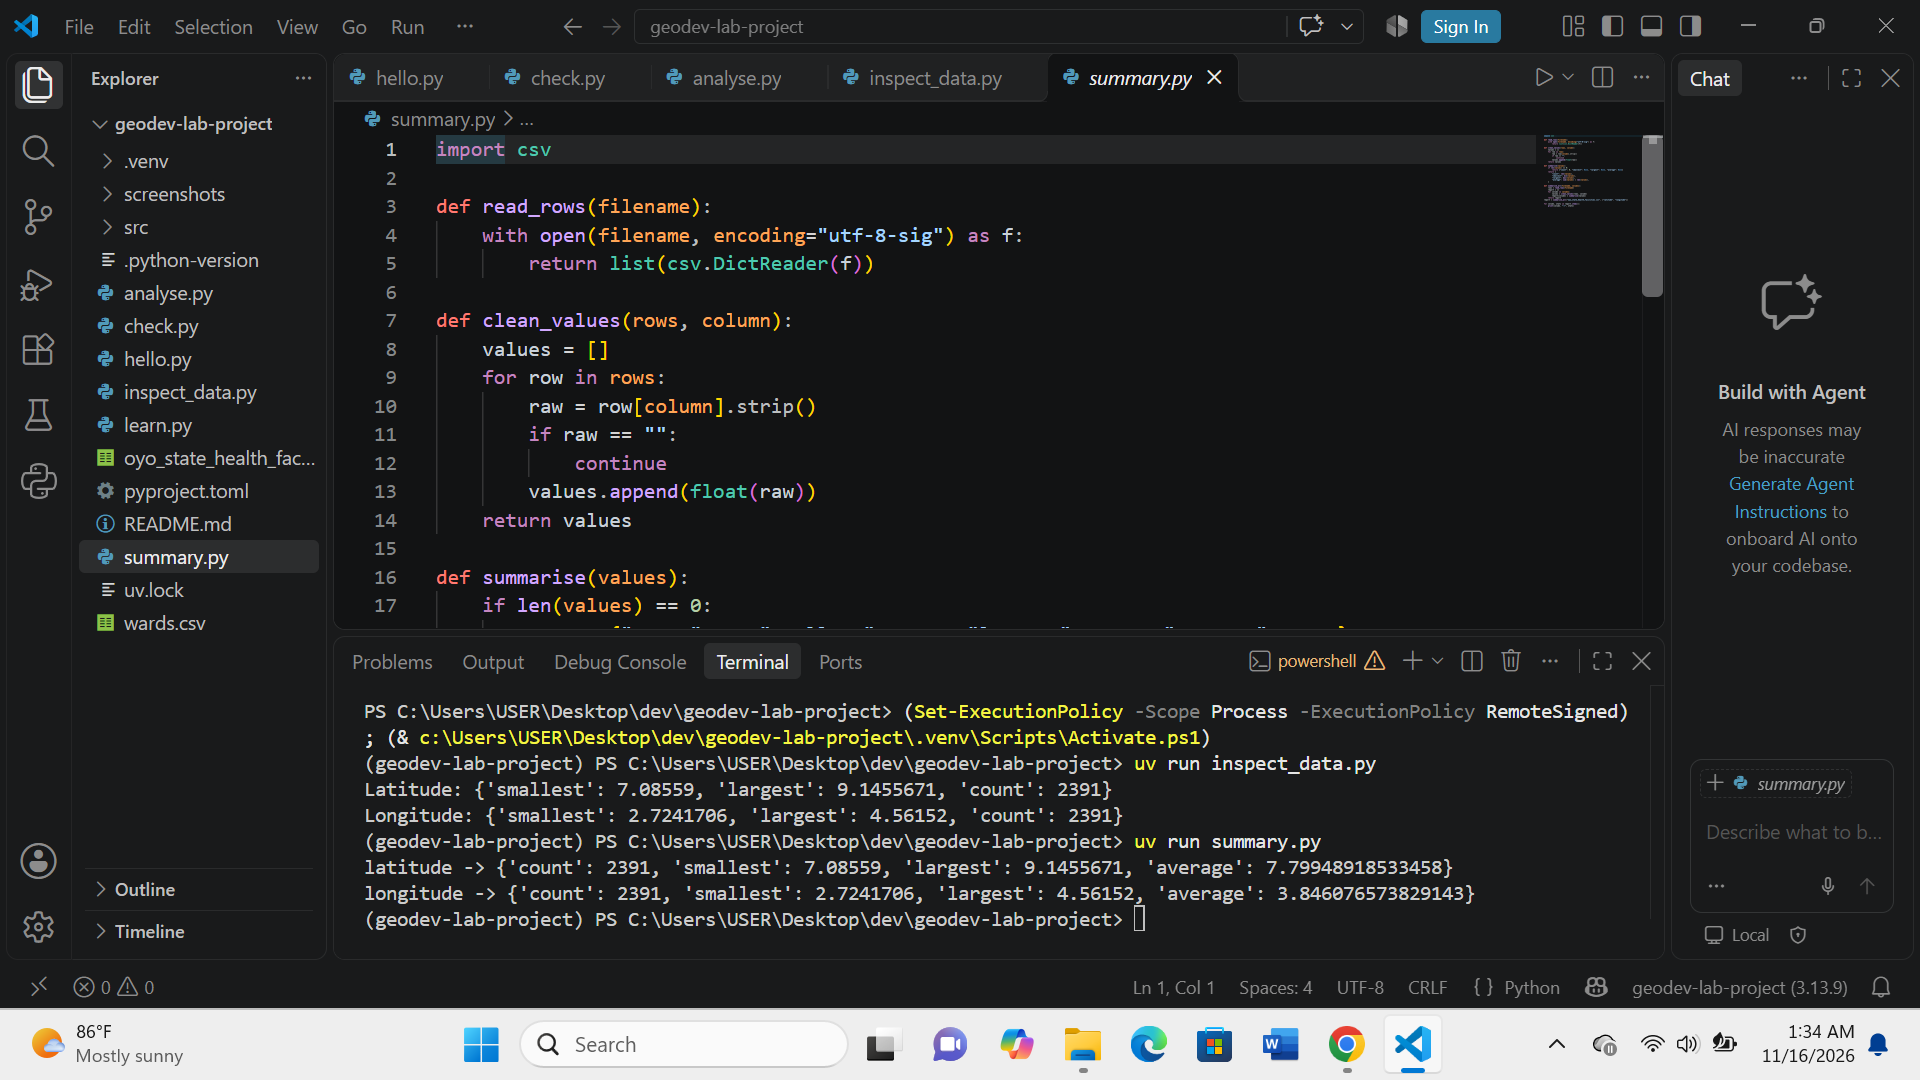 File Edit Selection View Go Run ··· geodev-lab-project Sign In
Explorer ···
geodev-lab-project
.venv
screenshots
src
.python-version
analyse.py
check.py
hello.py
inspect_data.py
learn.py
oyo_state_health_fac...
pyproject.toml
README.md
summary.py
uv.lock
wards.csv
Outline
Timeline
hello.py check.py analyse.py inspect_data.py summary.py
summary.py > ...
1 import csv
2
3 def read_rows(filename):
4 with open(filename, encoding="utf-8-sig") as f:
5 return list(csv.DictReader(f))
6
7 def clean_values(rows, column):
8 values = []
9 for row in rows:
10 raw = row[column].strip()
11 if raw == "":
12 continue
13 values.append(float(raw))
14 return values
15
16 def summarise(values):
17 if len(values) == 0:
Problems Output Debug Console Terminal Ports powershell
PS C:\Users\USER\Desktop\dev\geodev-lab-project> (Set-ExecutionPolicy -Scope Process -ExecutionPolicy RemoteSigned)
; (& c:\Users\USER\Desktop\dev\geodev-lab-project\.venv\Scripts\Activate.ps1)
(geodev-lab-project) PS C:\Users\USER\Desktop\dev\geodev-lab-project> uv run inspect_data.py
Latitude: {'smallest': 7.08559, 'largest': 9.1455671, 'count': 2391}
Longitude: {'smallest': 2.7241706, 'largest': 4.56152, 'count': 2391}
(geodev-lab-project) PS C:\Users\USER\Desktop\dev\geodev-lab-project> uv run summary.py
latitude -> {'count': 2391, 'smallest': 7.08559, 'largest': 9.1455671, 'average': 7.79948918533458}
longitude -> {'count': 2391, 'smallest': 2.7241706, 'largest': 4.56152, 'average': 3.846076573829143}
(geodev-lab-project) PS C:\Users\USER\Desktop\dev\geodev-lab-project>
Chat
Build with Agent
AI responses may
be inaccurate
Generate Agent
Instructions to
onboard AI onto
your codebase.
summary.py
Describe what to b...
Local
0 0
Ln 1, Col 1 Spaces: 4 UTF-8 CRLF { } Python geodev-lab-project (3.13.9)
86°F
Mostly sunny
Search
1:34 AM
11/16/2026